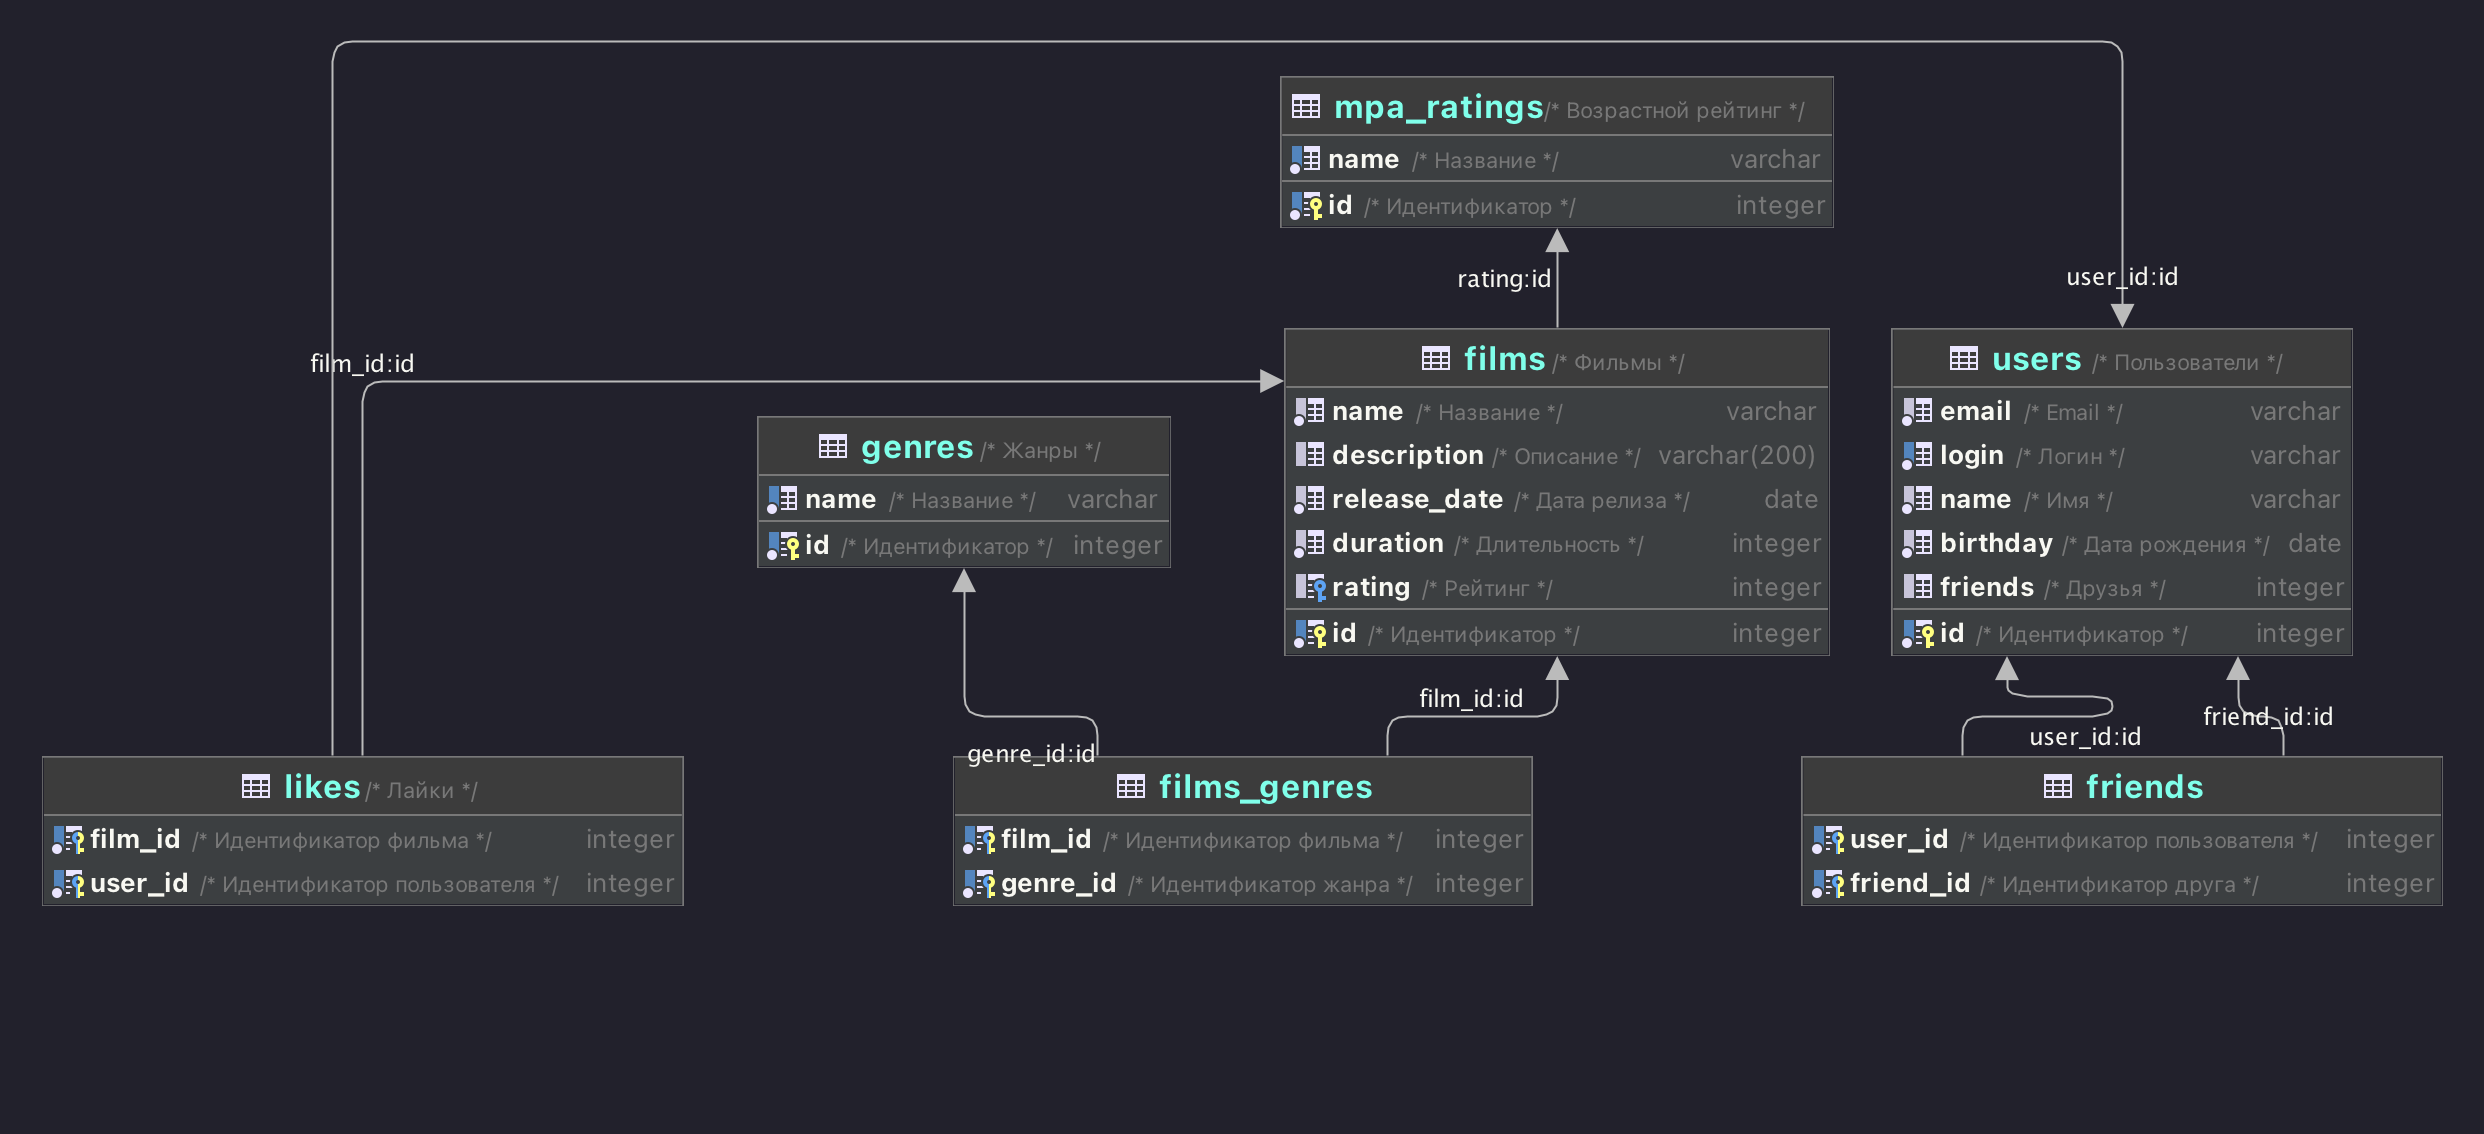 mpa_ratings /* Возрастной рейтинг */
name /* Название */ varchar
id /* Идентификатор */ integer
rating:id
user_id:id
film_id:id
films /* Фильмы */
name /* Название */ varchar
description /* Описание */ varchar(200)
release_date /* Дата релиза */ date
duration /* Длительность */ integer
rating /* Рейтинг */ integer
id /* Идентификатор */ integer
users /* Пользователи */
email /* Email */ varchar
login /* Логин */ varchar
name /* Имя */ varchar
birthday /* Дата рождения */ date
friends /* Друзья */ integer
id /* Идентификатор */ integer
genres /* Жанры */
name /* Название */ varchar
id /* Идентификатор */ integer
film_id:id
friend_id:id
user_id:id
genre_id:id
likes /* Лайки */
film_id /* Идентификатор фильма */ integer
user_id /* Идентификатор пользователя */ integer
films_genres
film_id /* Идентификатор фильма */ integer
genre_id /* Идентификатор жанра */ integer
friends
user_id /* Идентификатор пользователя */ integer
friend_id /* Идентификатор друга */ integer